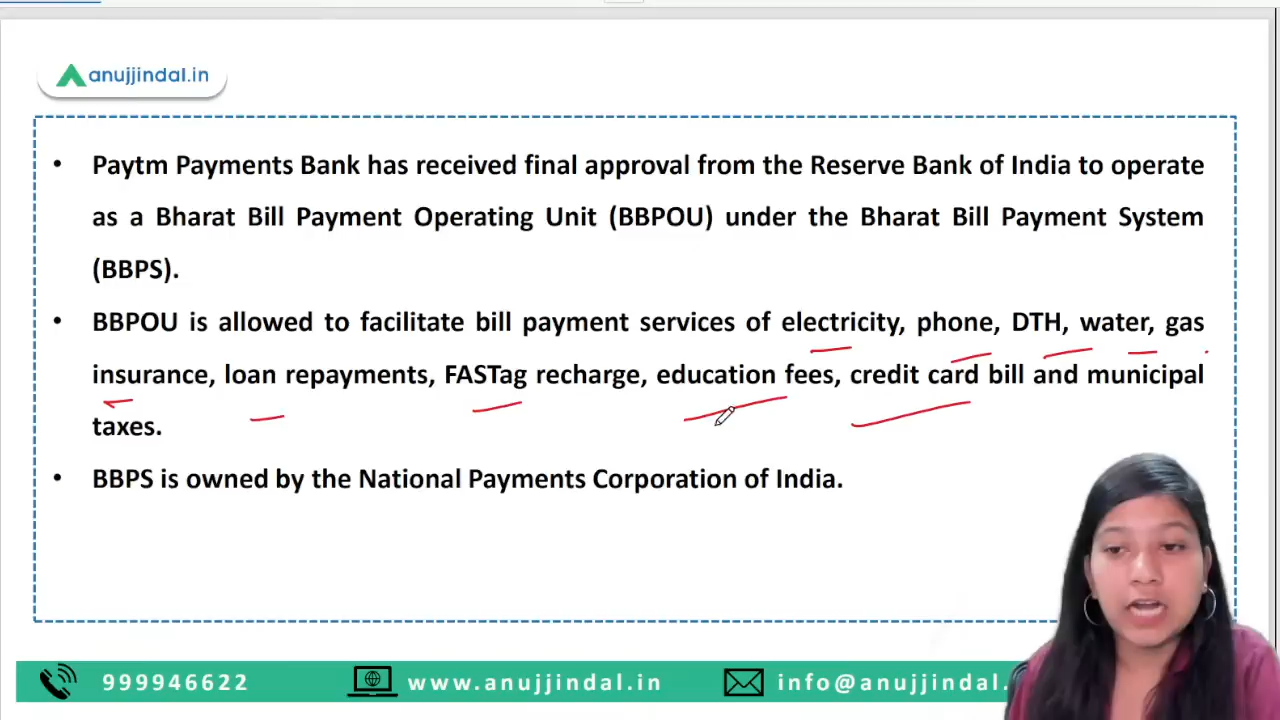 anujjindal.in
• Paytm Payments Bank has received final approval from the Reserve Bank of India to operate
as a Bharat Bill Payment Operating Unit (BBPOU) under the Bharat Bill Payment System
(BBPS).
• BBPOU is allowed to facilitate bill payment services of electricity, phone, DTH, water, gas
insurance, loan repayments, FASTag recharge, education fees, credit card bill and municipal
taxes.
• BBPS is owned by the National Payments Corporation of India.
999946622 www.anujjindal.in info@anujjindal.